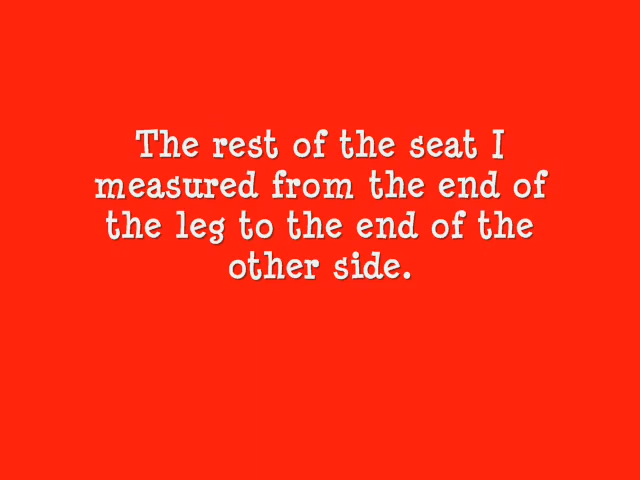 The rest of the seat I
measured from the end of
the leg to the end of the
other side.